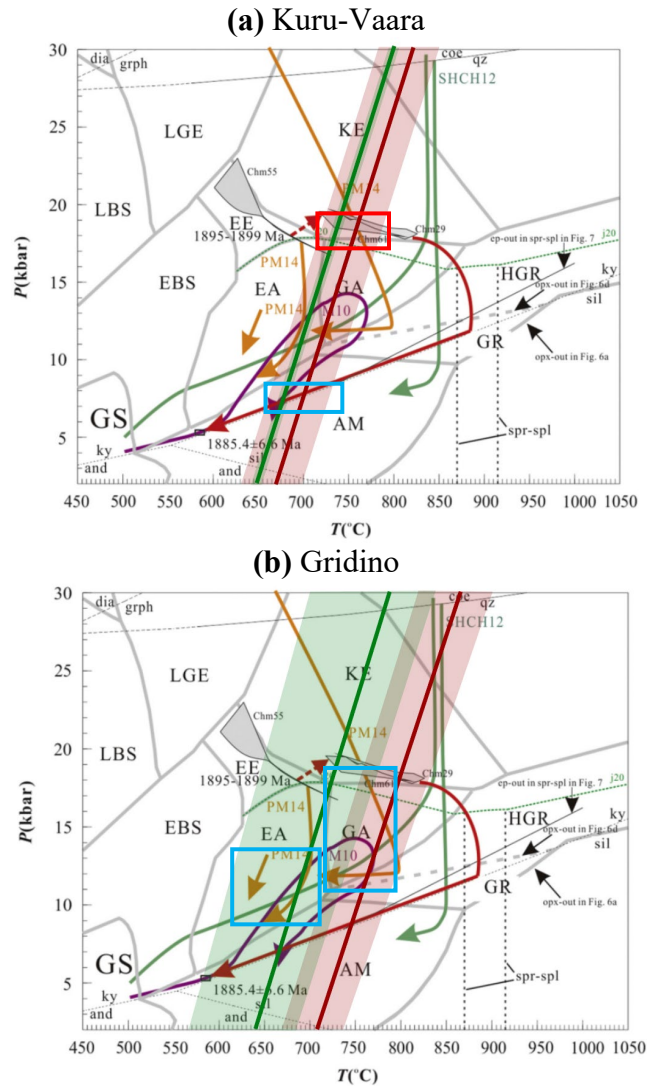 (a) Kuru-Vaara
30
dia
grph
coe
qz
SHCH12
25
LGE
KE
Chm55
PM14
20
LBS
EE
1895-1899 Ma
Chm61
Chm29
ep-out in spr-spl in Fig. 7
j20
P(kbar)
15
EBS
PM14
EA
GA
HGR
ky
sil
opx-out in Fig. 6d
PM14
M10
10
GR
opx-out in Fig. 6a
GS
AM
5
1885.4±6.6 Ma
spr-spl
ky
and
sil
and
450 500 550 600 650 700 750 800 850 900 950 1000 1050
T(°C)
(b) Gridino
30
dia
grph
coe
qz
SHCH12
25
LGE
KE
Chm55
PM14
20
LBS
EE
1895-1899 Ma
Chm61
Chm29
ep-out in spr-spl in Fig. 7
j20
P(kbar)
15
EBS
PM14
EA
GA
HGR
ky
sil
opx-out in Fig. 6d
PM14
M10
10
GR
opx-out in Fig. 6a
GS
AM
5
1885.4±6.6 Ma
spr-spl
ky
and
sil
and
450 500 550 600 650 700 750 800 850 900 950 1000 1050
T(°C)